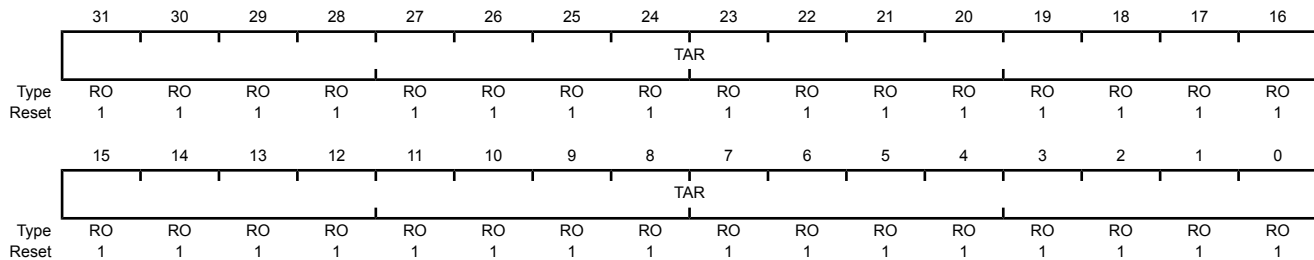 31 30 29 28 27 26 25 24 23 22 21 20 19 18 17 16
TAR
Type RO RO RO RO RO RO RO RO RO RO RO RO RO RO RO RO
Reset 1 1 1 1 1 1 1 1 1 1 1 1 1 1 1 1
15 14 13 12 11 10 9 8 7 6 5 4 3 2 1 0
TAR
Type RO RO RO RO RO RO RO RO RO RO RO RO RO RO RO RO
Reset 1 1 1 1 1 1 1 1 1 1 1 1 1 1 1 1